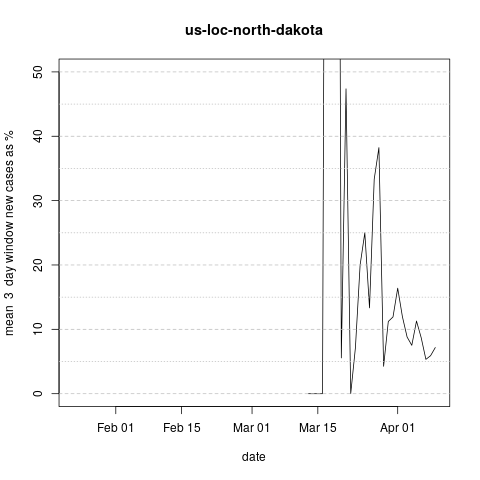 us-loc-north-dakota
mean 3 day window new cases as %
50
40
30
20
10
0
Feb 01 Feb 15 Mar 01 Mar 15 Apr 01
date